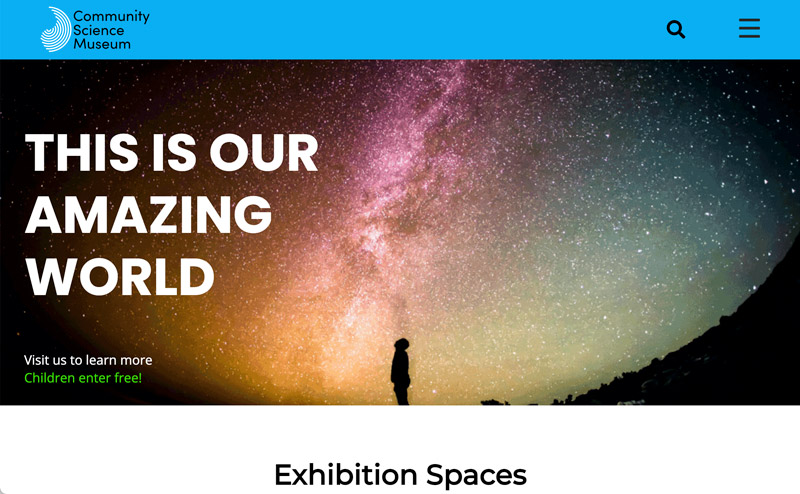 Community
Science
Museum
THIS IS OUR
AMAZING
WORLD
Visit us to learn more
Children enter free!
Exhibition Spaces